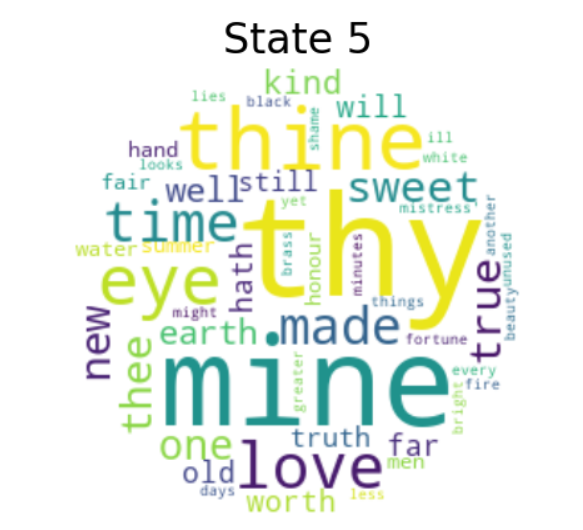 State 5
kind
lies
black
will
thine
shame
ill
hand
white
looks
fair
well
still
sweet
yet
mistress
time
thy
another
water
summer
brass
honour
minutes
unused
eye
hath
beauty
true
things
might
new
earth
made
fortune
thee
mine
greater
every
fire
bright
one
truth
far
love
men
old
days
worth
less